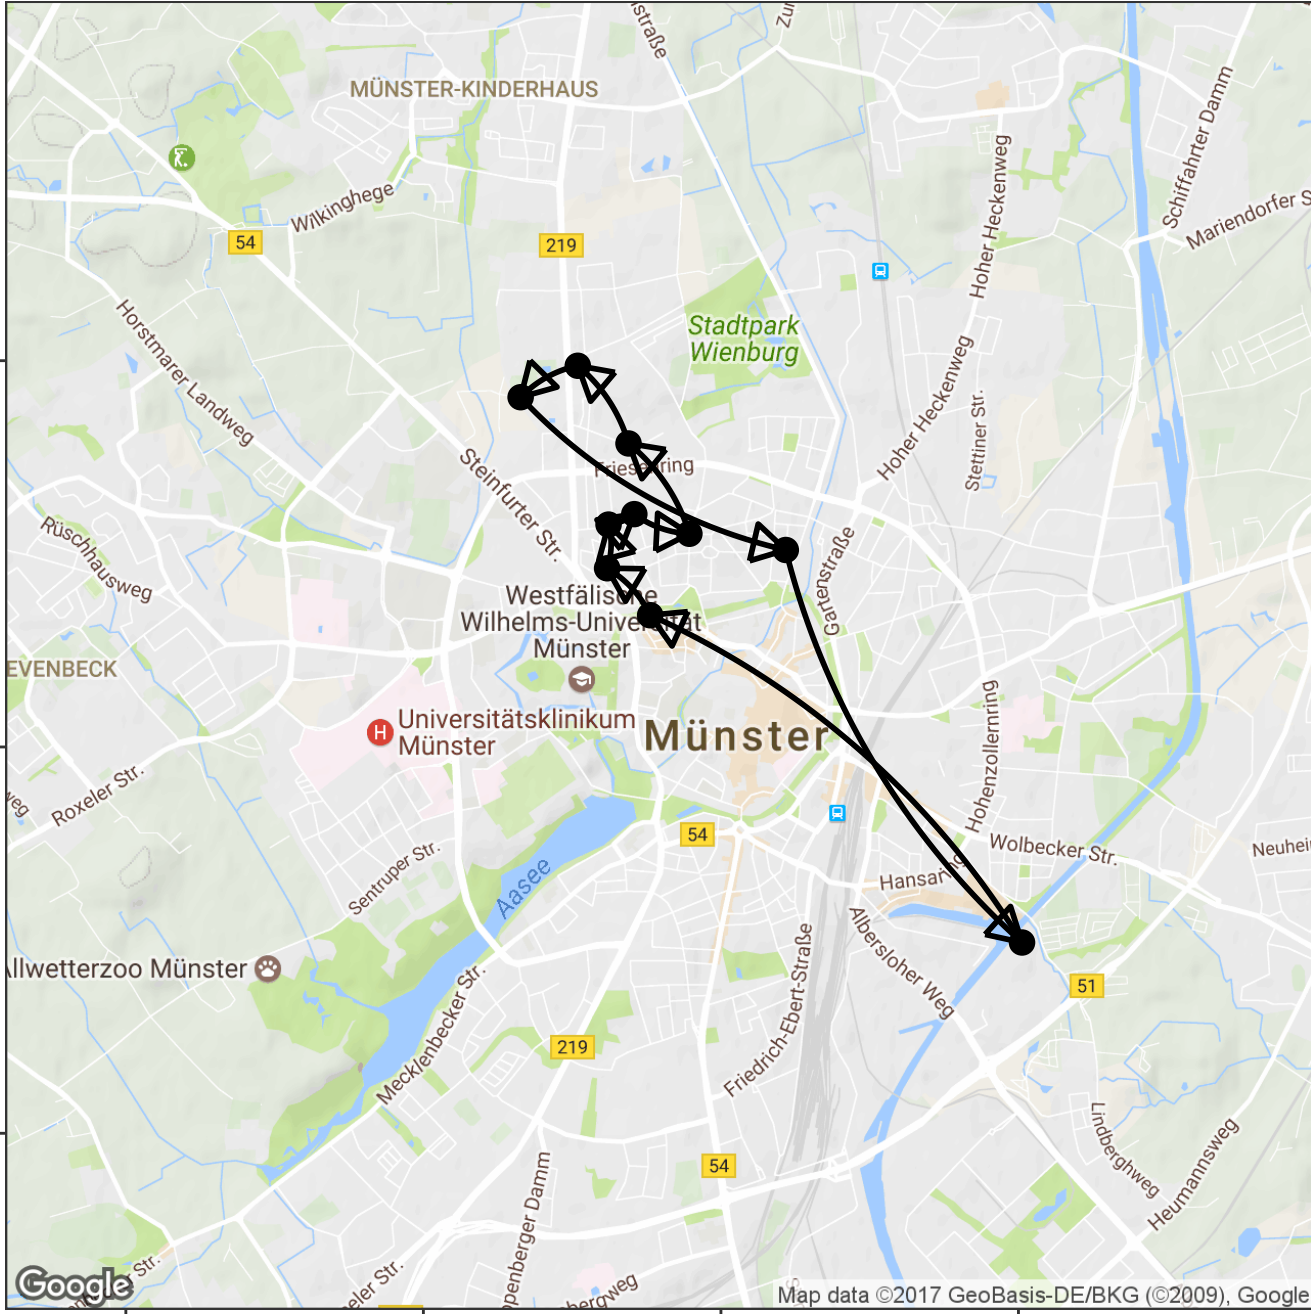 MÜNSTER-KINDERHAUS
Wilkinghege
54
219
Schiffahrter Damm
Mariendorfer S
Hoher Heckenweg
Stadtpark
Wienburg
Horstmarer Landweg
Hoher Heckenweg
Stettiner Str.
Steinfurter Str.
Rüschhausweg
Gartenstraße
Westfälische
Wilhelms-Universität
Münster
EVENBECK
Universitätsklinikum
Münster
H
Münster
Hohenzollernring
Roxeler Str.
weg
54
Wolbecker Str.
Neuhei
Sentruper Str.
Aasee
Hansaring
Albersloher Weg
Allwetterzoo Münster
51
Friedrich-Ebert-Straße
Mecklenbecker Str.
219
Lindberghweg
Heumannsweg
54
Google
Map data ©2017 GeoBasis-DE/BKG (©2009), Google